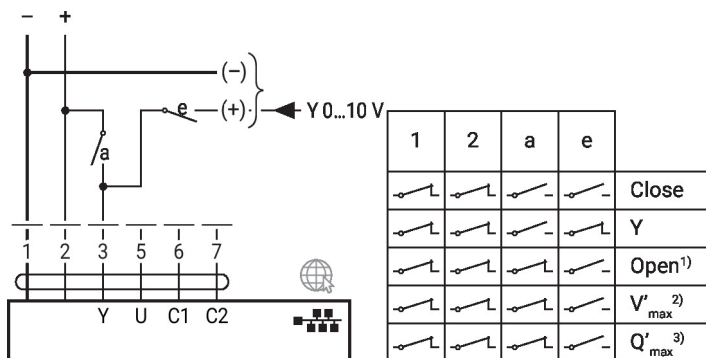 − +
(−)
e (+) Y 0...10 V
a
1 2 3 5 6 7
Y U C1 C2
1 2 a e
Close
Y
Open1)
V'max2)
Q'max3)